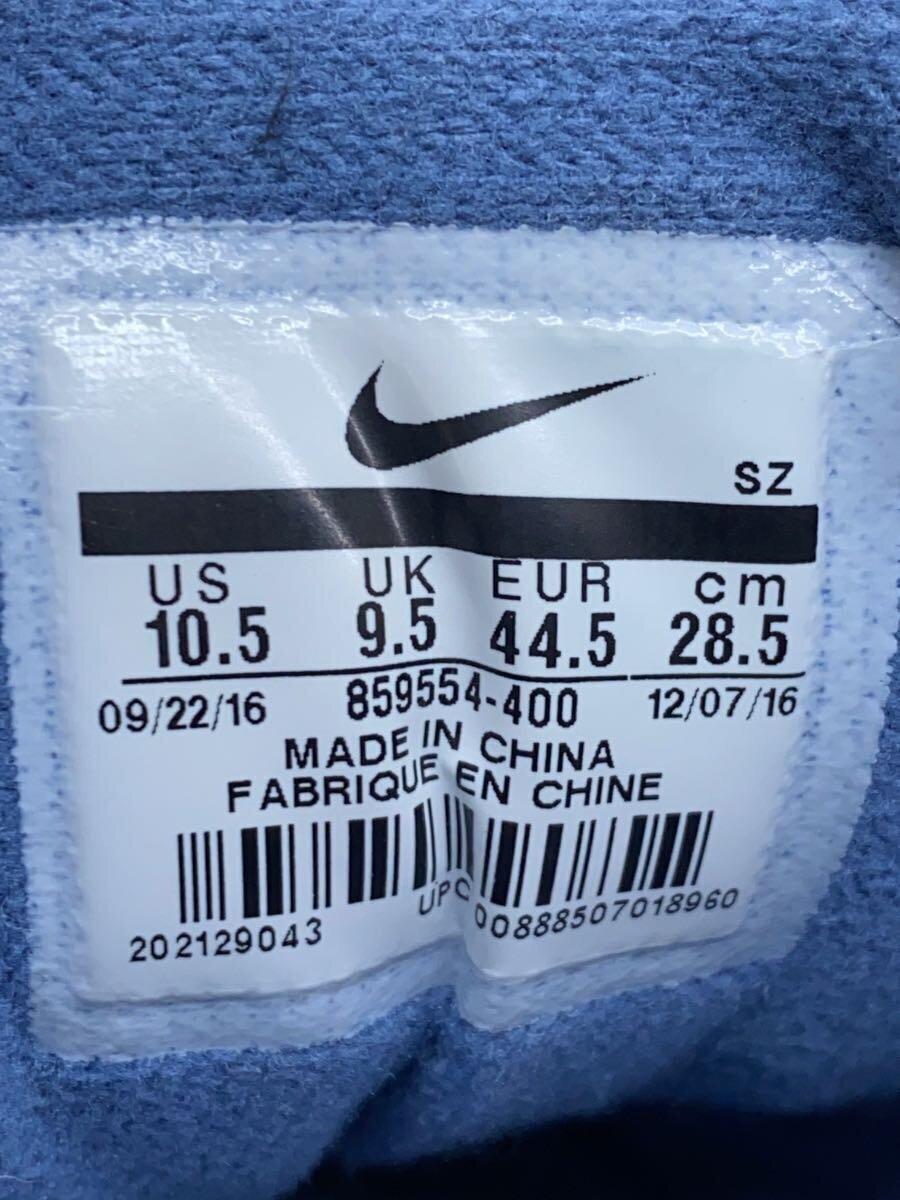 SZ
US UK EUR cm
10.5 9.5 44.5 28.5
09/22/16 859554-400 12/07/16
MADE IN CHINA
FABRIQUE EN CHINE
202129043 UPC 00888507018960